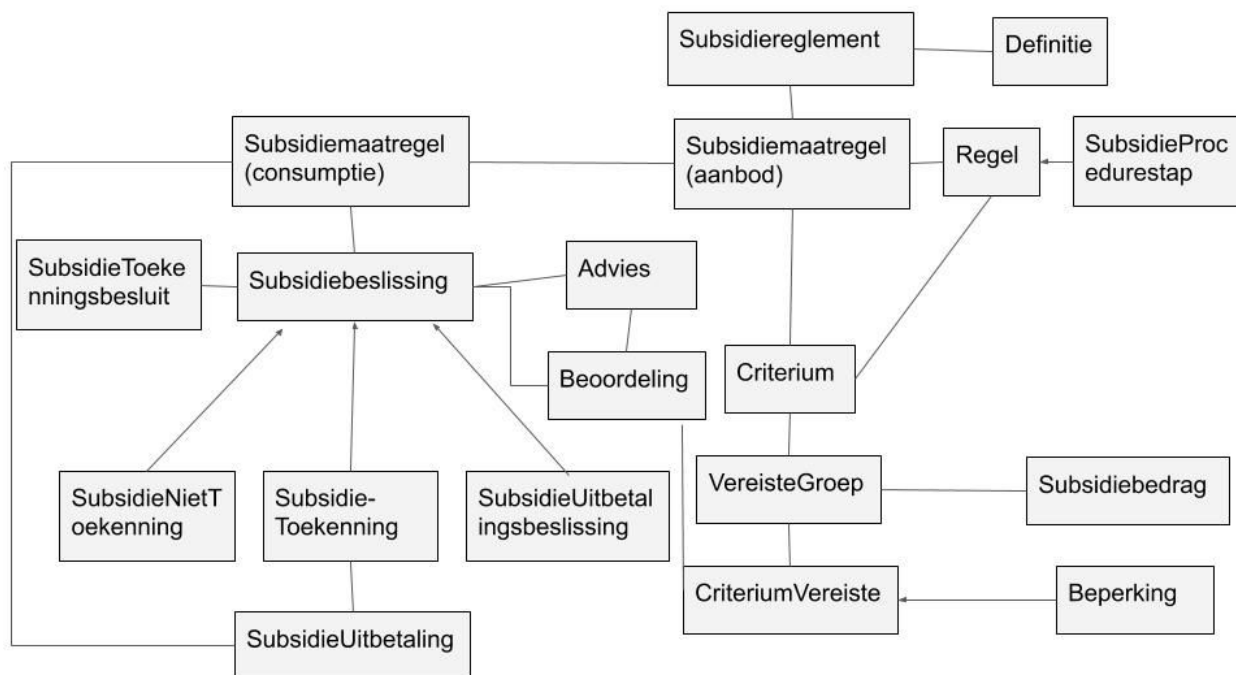 Subsidiereglement
Definitie
Subsidiemaatregel
(consumptie)
Subsidiemaatregel
(aanbod)
Regel
SubsidieProc
edurestap
SubsidieToeke
nningsbesluit
Subsidiebeslissing
Advies
Beoordeling
Criterium
SubsidieNietT
oekenning
Subsidie-
Toekenning
SubsidieUitbetal
ingsbeslissing
VereisteGroep
Subsidiebedrag
CriteriumVereiste
Beperking
SubsidieUitbetaling